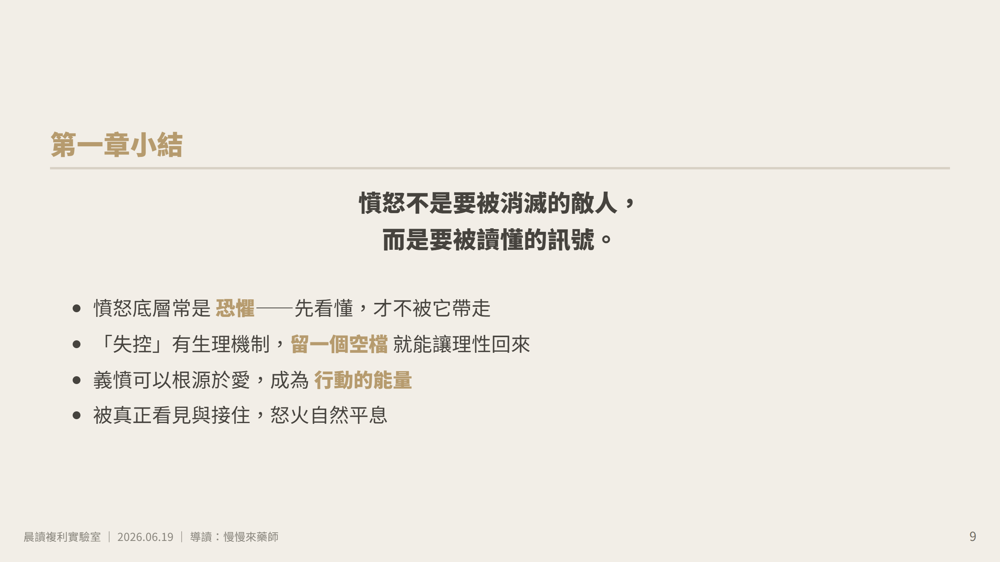 第一章小結
憤怒不是要被消滅的敵人，
而是要被讀懂的訊號。
• 憤怒底層常是 恐懼——先看懂，才不被它帶走
• 「失控」有生理機制，留一個空檔 就能讓理性回來
• 義憤可以根源於愛，成為 行動的能量
• 被真正看見與接住，怒火自然平息
晨讀複利實驗室｜2026.06.19｜導讀：慢慢來藥師
9